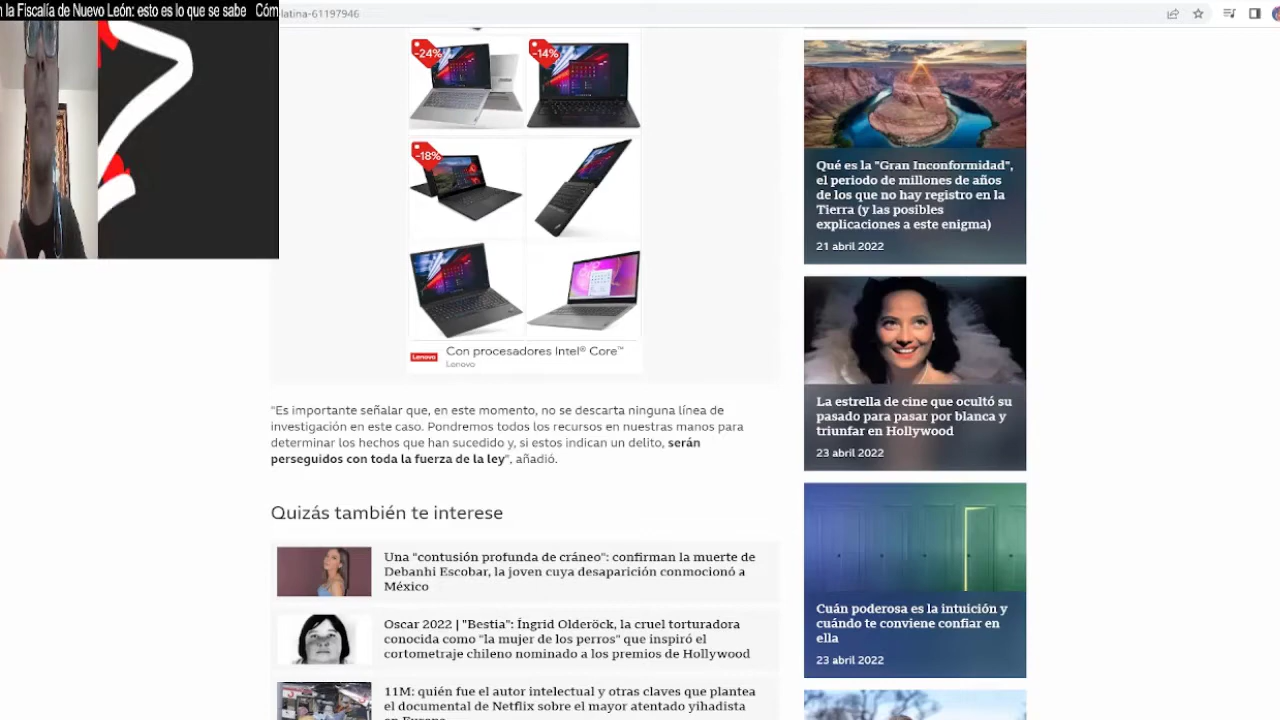 la Fiscalía de Nuevo León: esto es lo que se sabe Cóm
latina-61197946
-24%
-14%
-18%
Lenovo
Con procesadores Intel® Core™
Lenovo
"Es importante señalar que, en este momento, no se descarta ninguna línea de
investigación en este caso. Pondremos todos los recursos en nuestras manos para
determinar los hechos que han sucedido y, si estos indican un delito, serán
perseguidos con toda la fuerza de la ley", añadió.
Quizás también te interese
Una "contusión profunda de cráneo": confirman la muerte de
Debanhi Escobar, la joven cuya desaparición conmocionó a
México
Oscar 2022 | "Bestia": Íngrid Olderöck, la cruel torturadora
conocida como "la mujer de los perros" que inspiró el
cortometraje chileno nominado a los premios de Hollywood
11M: quién fue el autor intelectual y otras claves que plantea
el documental de Netflix sobre el mayor atentado yihadista
en Europa
Qué es la "Gran Inconformidad",
el periodo de millones de años
de los que no hay registro en la
Tierra (y las posibles
explicaciones a este enigma)
21 abril 2022
La estrella de cine que ocultó su
pasado para pasar por blanca y
triunfar en Hollywood
23 abril 2022
Cuán poderosa es la intuición y
cuándo te conviene confiar en
ella
23 abril 2022